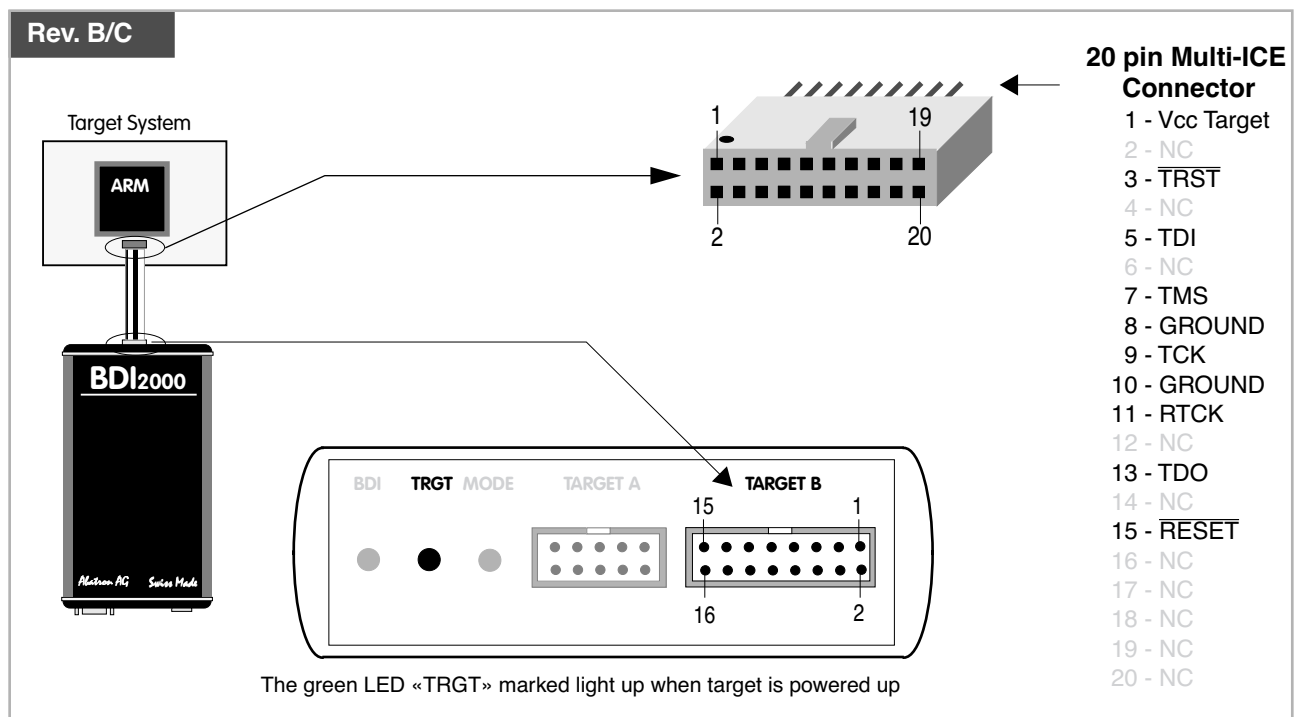 Rev. B/C
Target System
ARM
BDI2000
Abatron AG Swiss Made
1 19
2 20
20 pin Multi-ICE
Connector
1 - Vcc Target
2 - NC
3 - TRST
4 - NC
5 - TDI
6 - NC
7 - TMS
8 - GROUND
9 - TCK
10 - GROUND
11 - RTCK
12 - NC
13 - TDO
14 - NC
15 - RESET
16 - NC
17 - NC
18 - NC
19 - NC
20 - NC
BDI TRGT MODE TARGET A TARGET B
15 1
16 2
The green LED «TRGT» marked light up when target is powered up